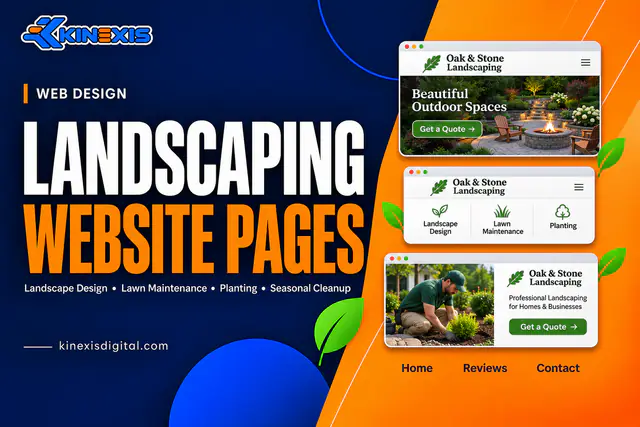 KINEXIS
WEB DESIGN
LANDSCAPING
WEBSITE PAGES
Landscape Design • Lawn Maintenance • Planting • Seasonal Cleanup
kinexisdigital.com
Oak & Stone
Landscaping
Beautiful
Outdoor Spaces
Get a Quote →
Oak & Stone
Landscaping
Landscape
Design
Lawn
Maintenance
Planting
Oak & Stone
Landscaping
Professional Landscaping
for Homes & Businesses
Get a Quote →
Home Reviews Contact